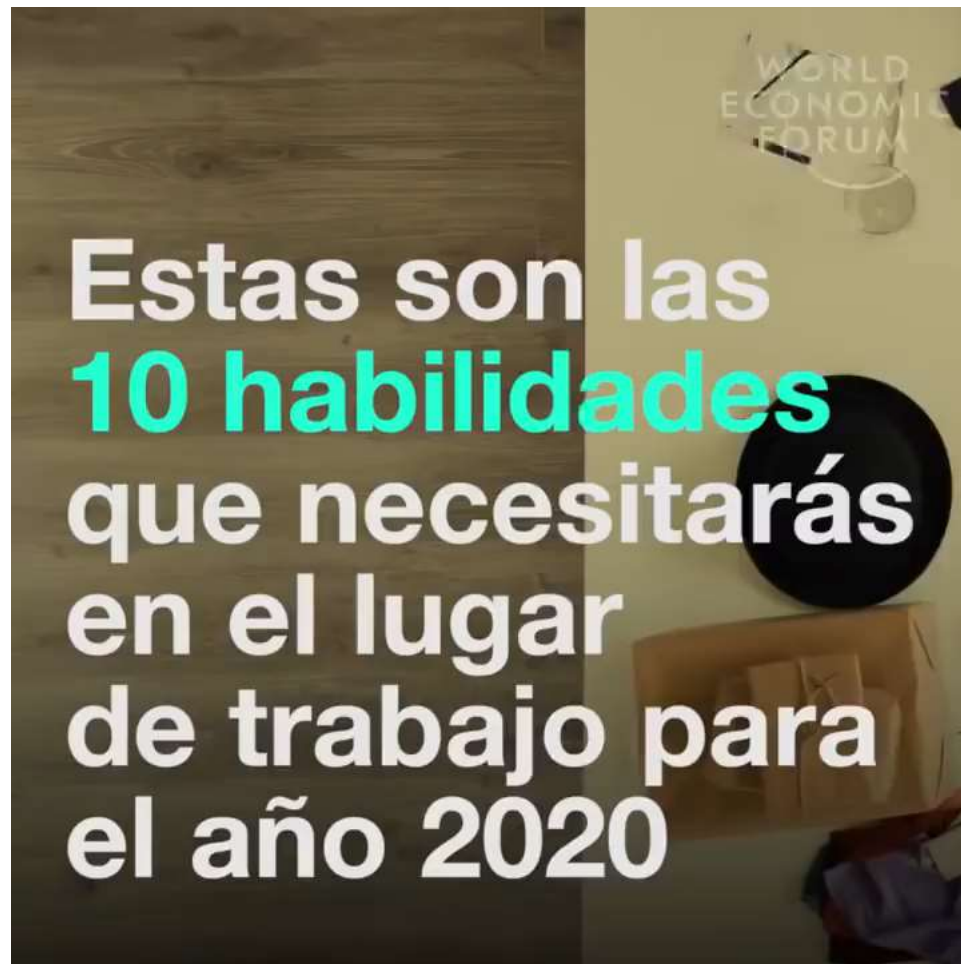 WORLD
ECONOMIC
FORUM
Estas son las
10 habilidades
que necesitarás
en el lugar
de trabajo para
el año 2020